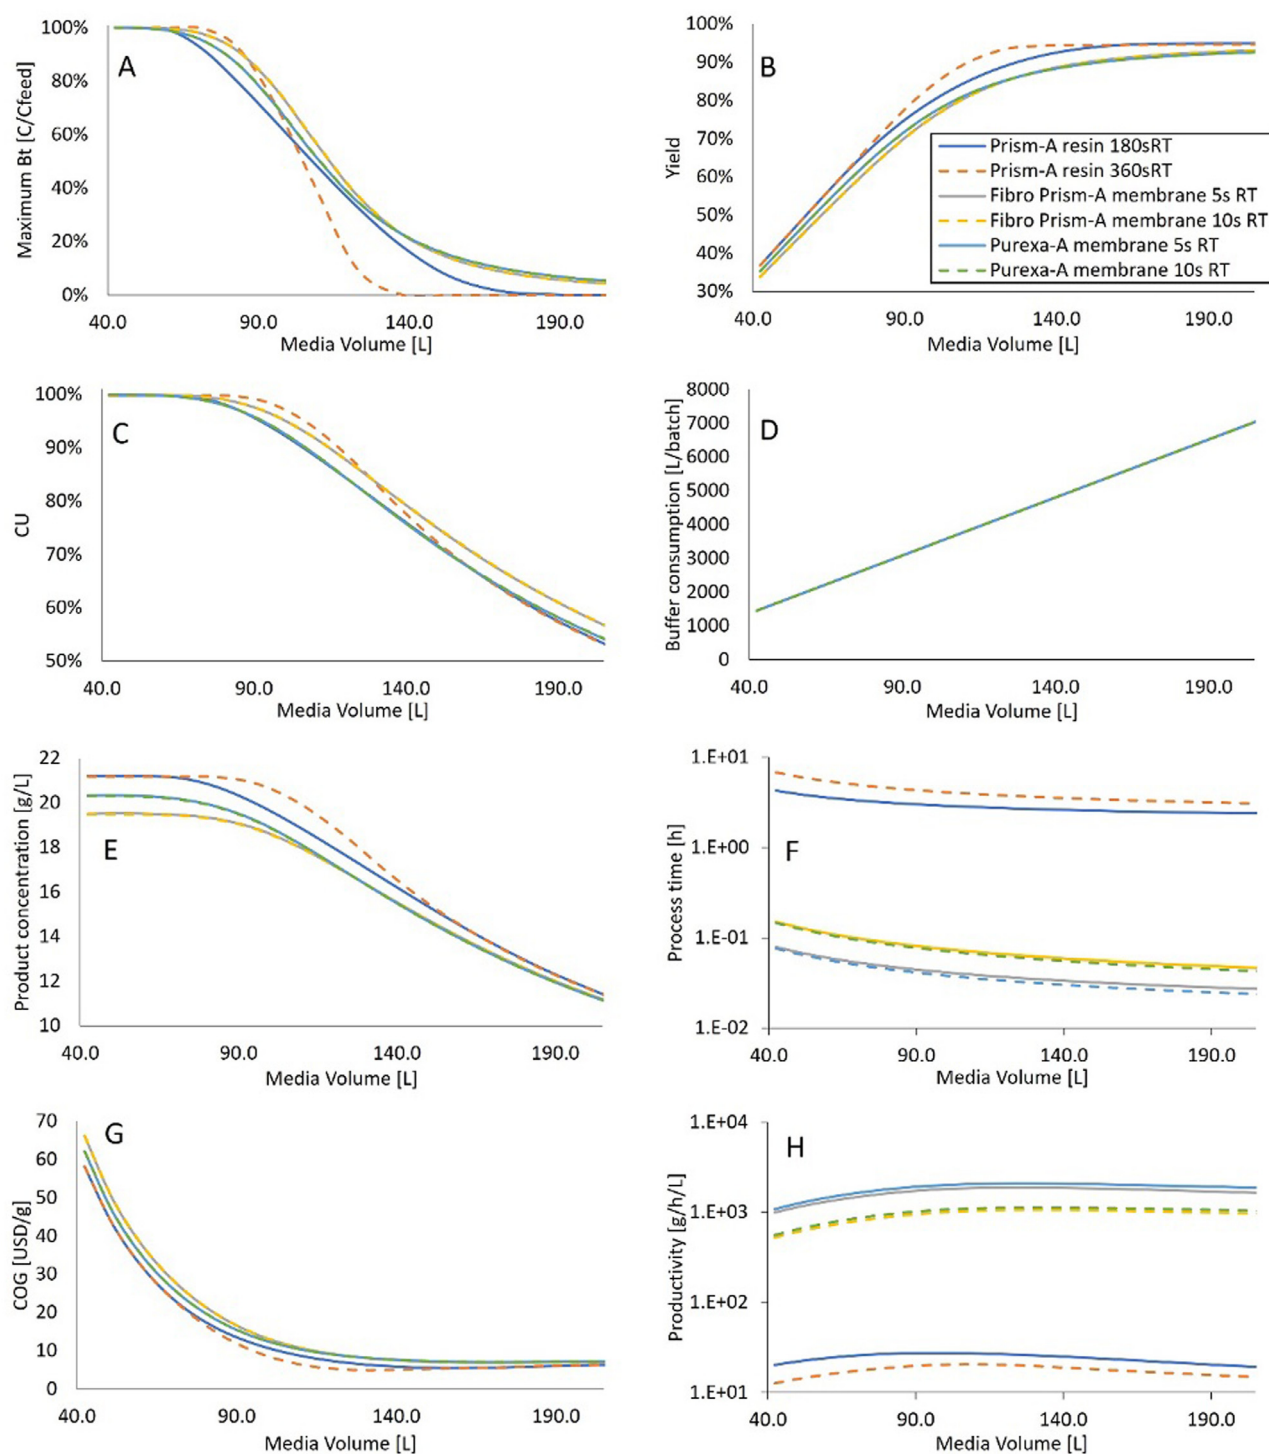 100%
80%
60%
40%
20%
0%
Maximum Bt [C/Cfeed]
A
40.0 90.0 140.0 190.0
Media Volume [L]
100%
90%
80%
70%
60%
50%
40%
30%
Yield
B
Prism-A resin 180sRT
Prism-A resin 360sRT
Fibro Prism-A membrane 5s RT
Fibro Prism-A membrane 10s RT
Purexa-A membrane 5s RT
Purexa-A membrane 10s RT
40.0 90.0 140.0 190.0
Media Volume [L]
100%
90%
80%
70%
60%
50%
CU
C
40.0 90.0 140.0 190.0
Media Volume [L]
8000
7000
6000
5000
4000
3000
2000
1000
0
Buffer consumption [L/batch]
D
40.0 90.0 140.0 190.0
Media Volume [L]
22
20
18
16
14
12
10
Product concentration [g/L]
E
40.0 90.0 140.0 190.0
Media Volume [L]
1.E+01
1.E+00
1.E-01
1.E-02
Process time [h]
F
40.0 90.0 140.0 190.0
Media Volume [L]
70
60
50
40
30
20
10
0
COG [USD/g]
G
40.0 90.0 140.0 190.0
Media Volume [L]
1.E+04
1.E+03
1.E+02
1.E+01
Productivity [g/h/L]
H
40.0 90.0 140.0 190.0
Media Volume [L]